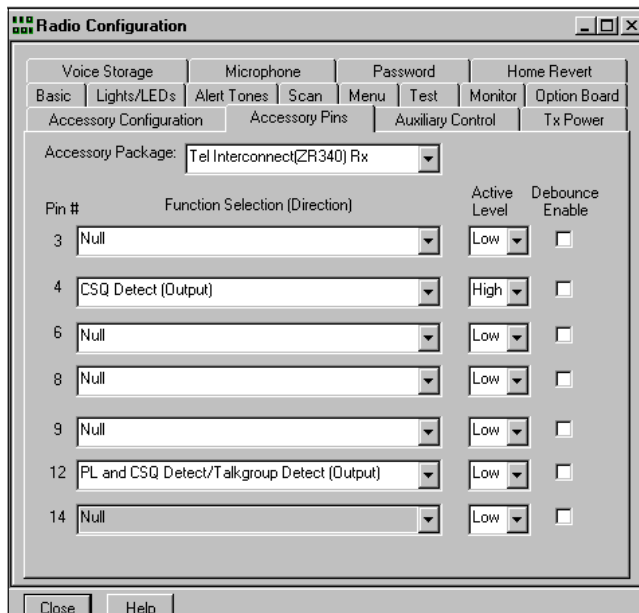 Radio Configuration
Voice Storage Microphone Password Home Revert
Basic Lights/LEDs Alert Tones Scan Menu Test Monitor Option Board
Accessory Configuration Accessory Pins Auxiliary Control Tx Power
Accessory Package: Tel Interconnect(ZR340) Rx
Pin # Function Selection (Direction) Active Level Debounce Enable
3 Null Low
4 CSQ Detect (Output) High
6 Null Low
8 Null Low
9 Null Low
12 PL and CSQ Detect/Talkgroup Detect (Output) Low
14 Null Low
Close Help